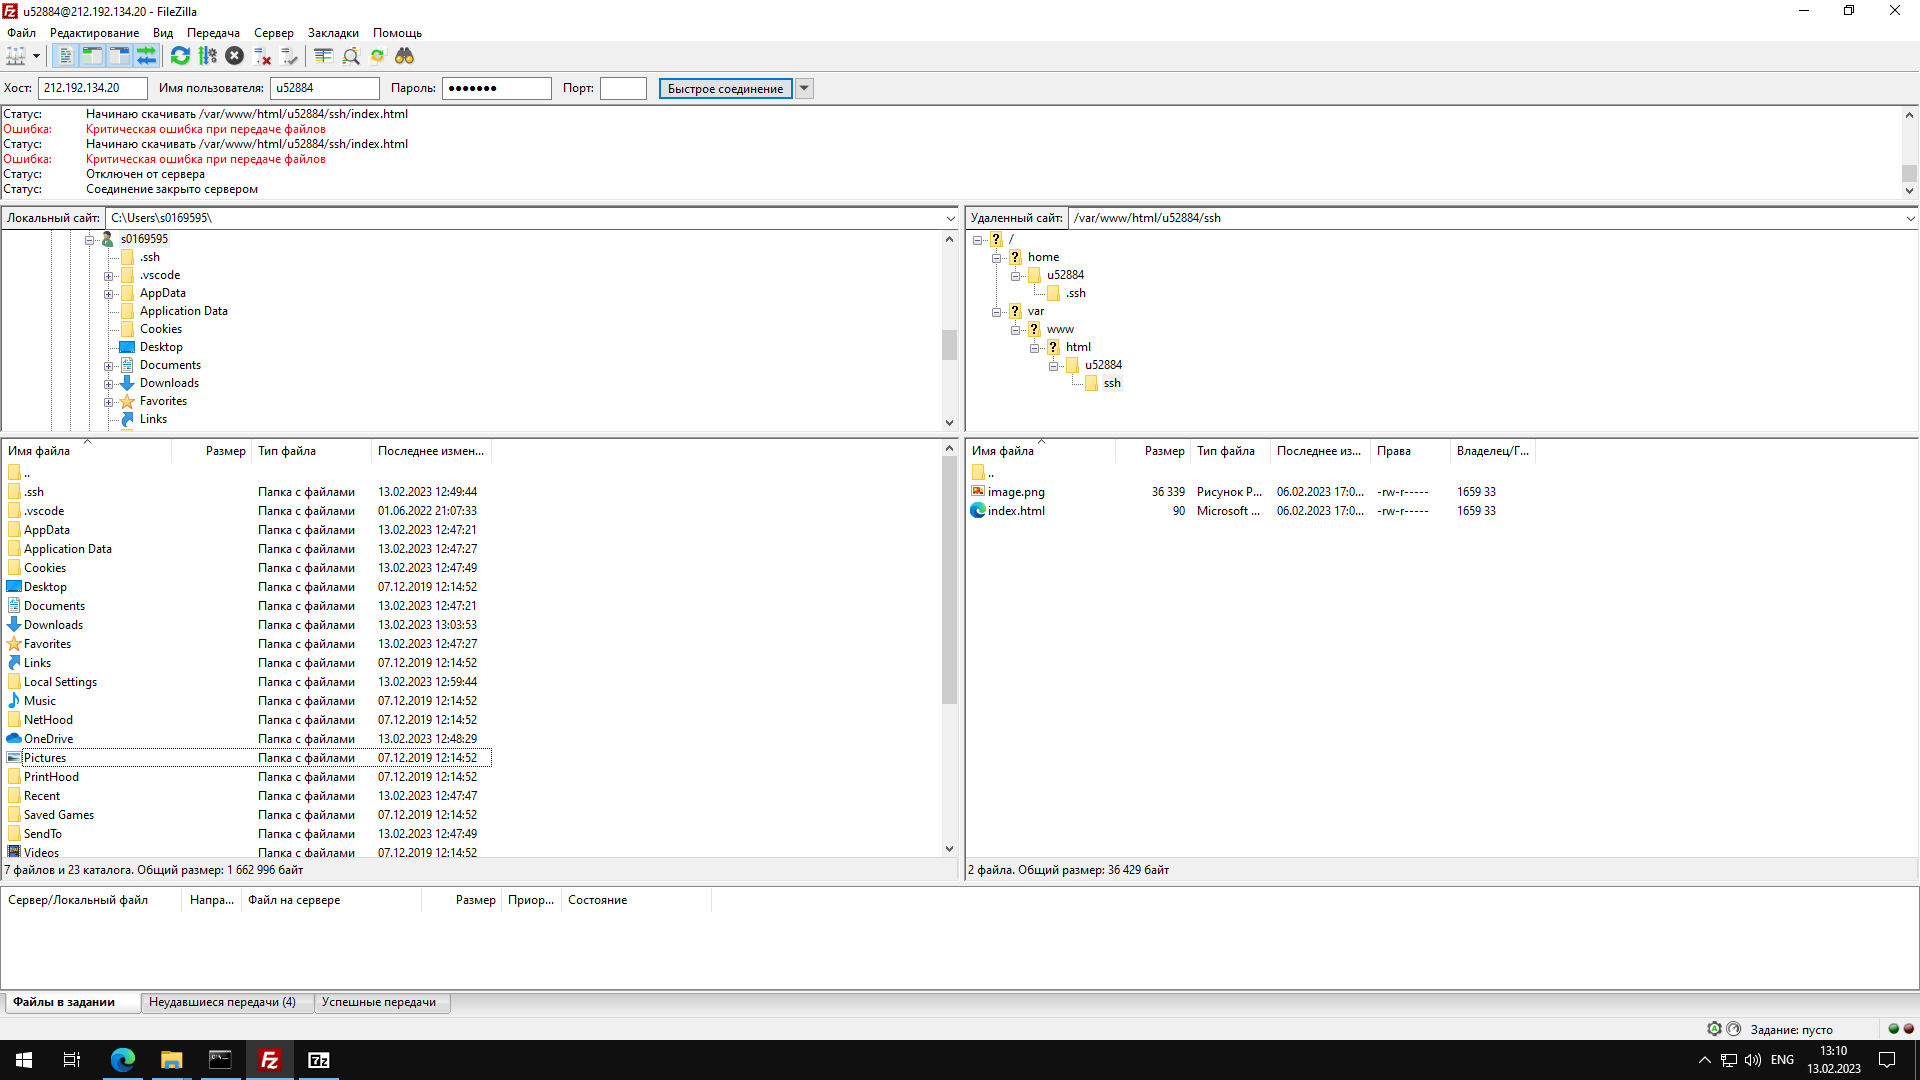 u52884@212.192.134.20 - FileZilla
Файл Редактирование Вид Передача Сервер Закладки Помощь
Хост: 212.192.134.20 Имя пользователя: u52884 Пароль: ●●●●●●● Порт: Быстрое соединение
Статус: Начинаю скачивать /var/www/html/u52884/ssh/index.html
Ошибка: Критическая ошибка при передаче файлов
Статус: Начинаю скачивать /var/www/html/u52884/ssh/index.html
Ошибка: Критическая ошибка при передаче файлов
Статус: Отключен от сервера
Статус: Соединение закрыто сервером
Локальный сайт: C:\Users\s0169595\
s0169595
.ssh
.vscode
AppData
Application Data
Cookies
Desktop
Documents
Downloads
Favorites
Links
Удаленный сайт: /var/www/html/u52884/ssh
/
home
u52884
.ssh
var
www
html
u52884
ssh
Имя файла Размер Тип файла Последнее измен...
..
.ssh Папка с файлами 13.02.2023 12:49:44
.vscode Папка с файлами 01.06.2022 21:07:33
AppData Папка с файлами 13.02.2023 12:47:21
Application Data Папка с файлами 13.02.2023 12:47:27
Cookies Папка с файлами 13.02.2023 12:47:49
Desktop Папка с файлами 07.12.2019 12:14:52
Documents Папка с файлами 13.02.2023 12:47:21
Downloads Папка с файлами 13.02.2023 13:03:53
Favorites Папка с файлами 13.02.2023 12:47:27
Links Папка с файлами 07.12.2019 12:14:52
Local Settings Папка с файлами 13.02.2023 12:59:44
Music Папка с файлами 07.12.2019 12:14:52
NetHood Папка с файлами 07.12.2019 12:14:52
OneDrive Папка с файлами 13.02.2023 12:48:29
Pictures Папка с файлами 07.12.2019 12:14:52
PrintHood Папка с файлами 07.12.2019 12:14:52
Recent Папка с файлами 13.02.2023 12:47:47
Saved Games Папка с файлами 07.12.2019 12:14:52
SendTo Папка с файлами 13.02.2023 12:47:49
Videos Папка с файлами 07.12.2019 12:14:52
7 файлов и 23 каталога. Общий размер: 1 662 996 байт
Имя файла Размер Тип файла Последнее из... Права Владелец/Г...
..
image.png 36 339 Рисунок P... 06.02.2023 17:0... -rw-r----- 1659 33
index.html 90 Microsoft ... 06.02.2023 17:0... -rw-r----- 1659 33
2 файла. Общий размер: 36 429 байт
Сервер/Локальный файл Напра... Файл на сервере Размер Приор... Состояние
Файлы в задании Неудавшиеся передачи (4) Успешные передачи
Задание: пусто
ENG 13:10
13.02.2023